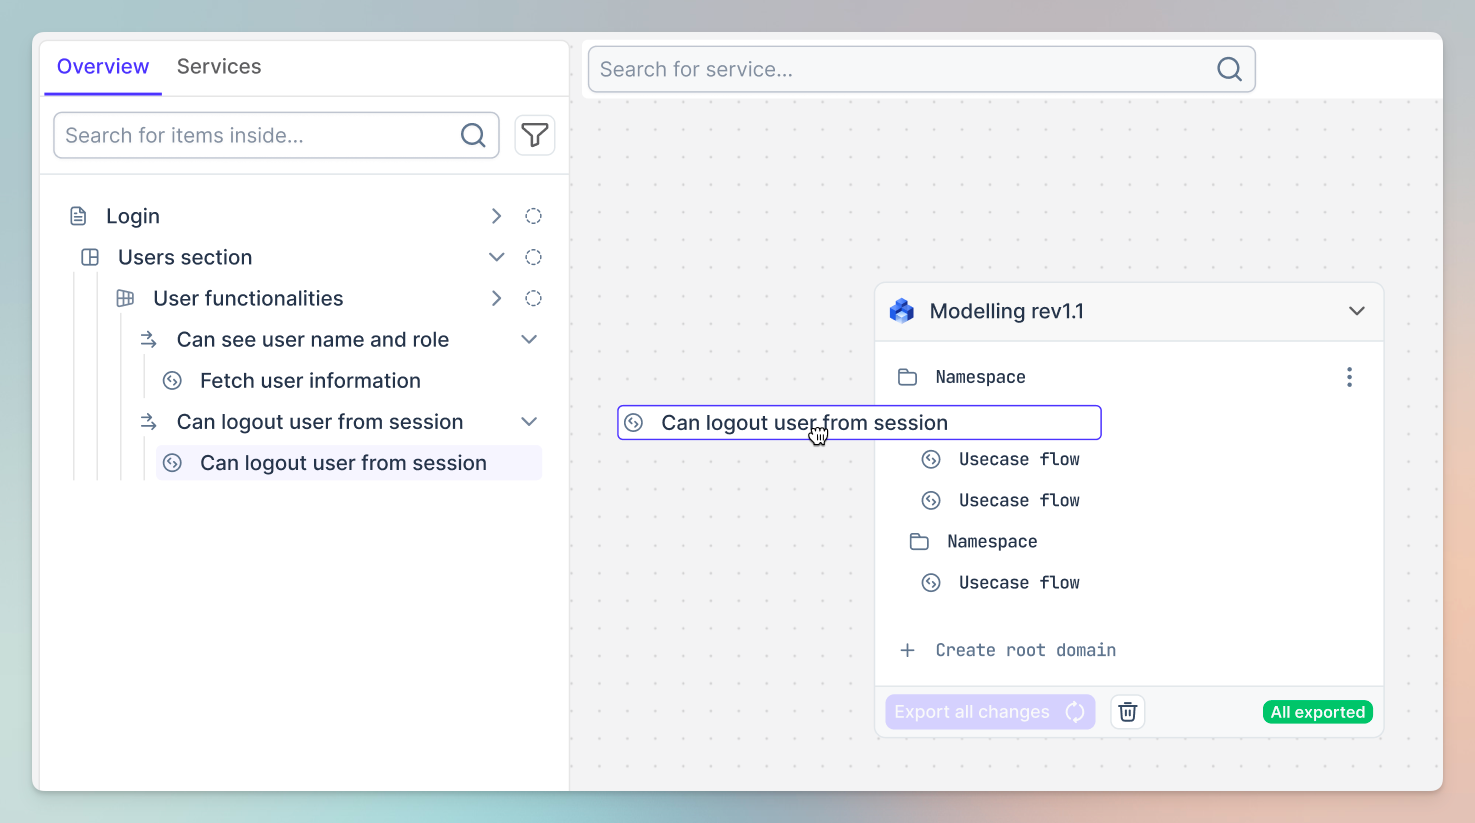 Overview
Services
Search for items inside...
Login
Users section
User functionalities
Can see user name and role
Fetch user information
Can logout user from session
Can logout user from session
Search for service...
Modelling rev1.1
Namespace
Can logout user from session
Usecase flow
Usecase flow
Namespace
Usecase flow
Create root domain
Export all changes
All exported